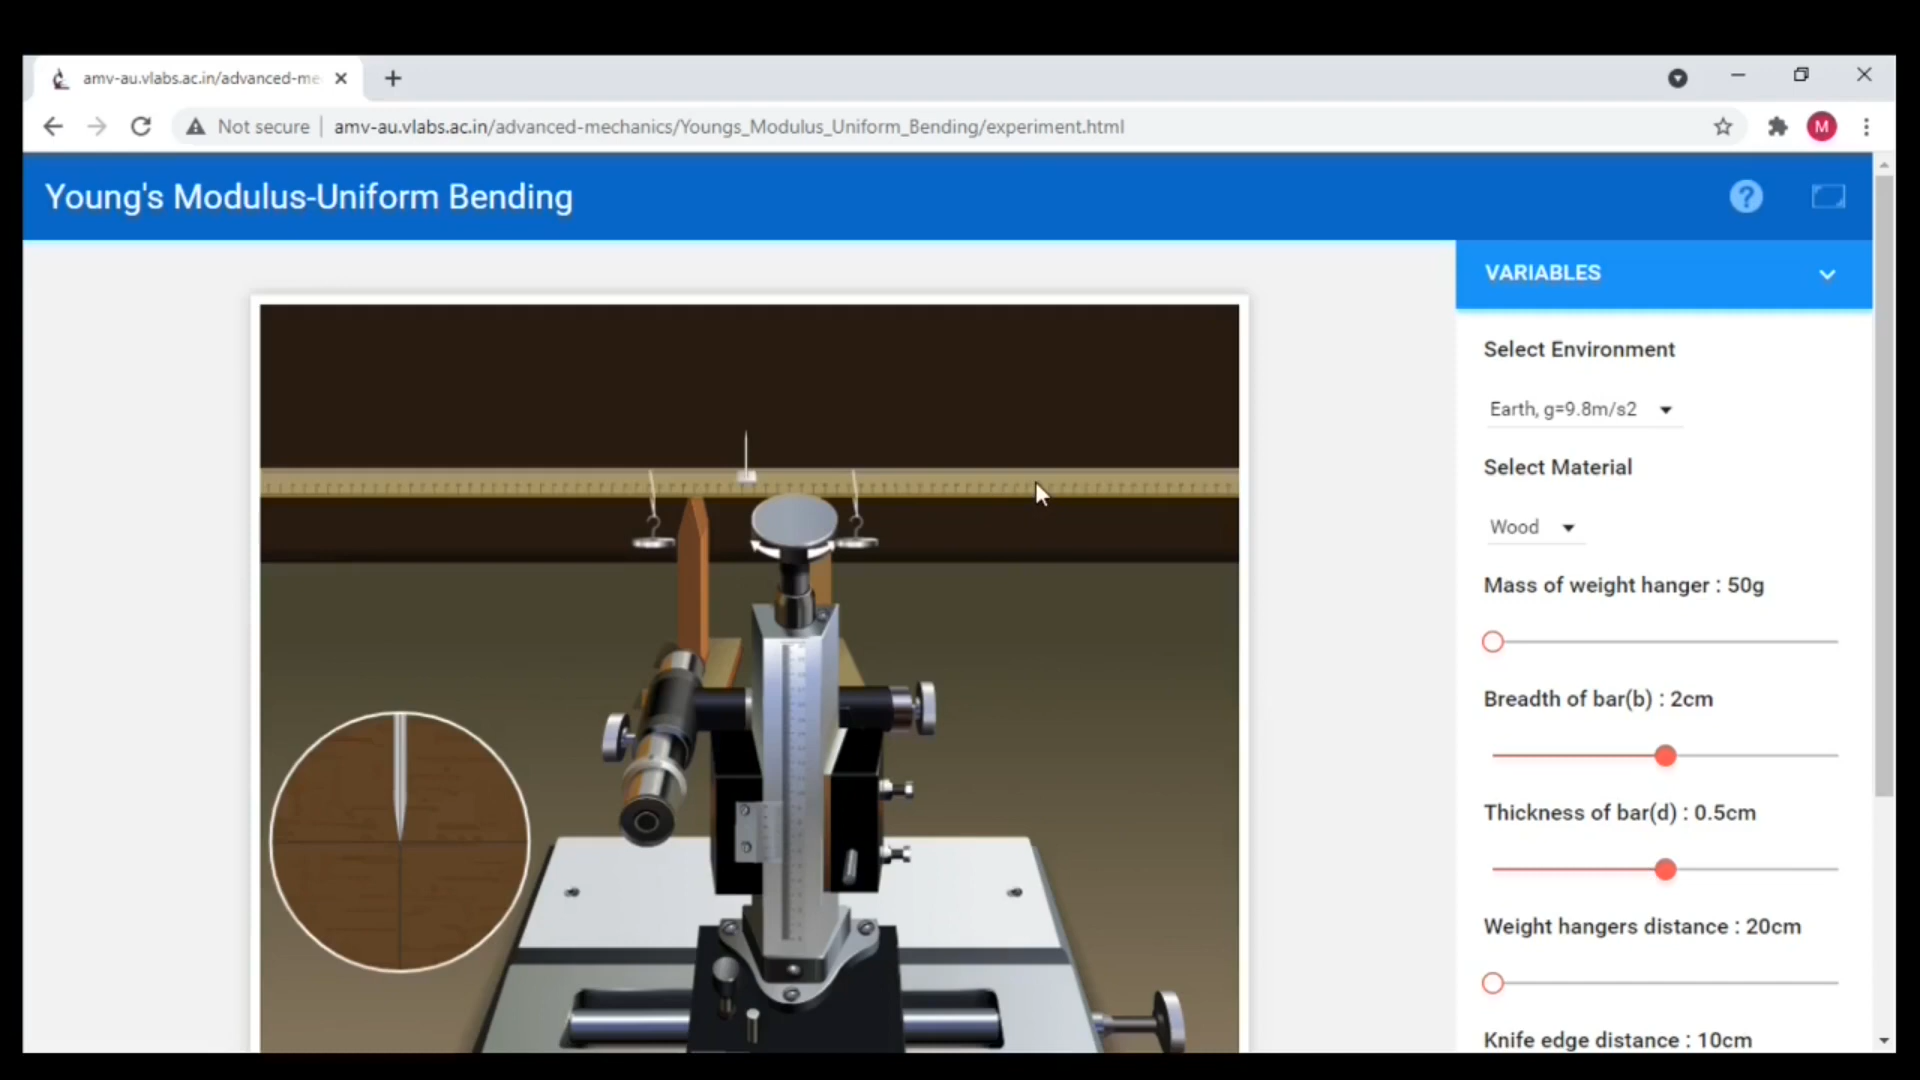 amv-au.vlabs.ac.in/advanced-me
Not secure
amv-au.vlabs.ac.in/advanced-mechanics/Youngs_Modulus_Uniform_Bending/experiment.html
M
Young's Modulus-Uniform Bending
?
VARIABLES
Select Environment
Earth, g=9.8m/s2
Select Material
Wood
Mass of weight hanger : 50g
Breadth of bar(b) : 2cm
Thickness of bar(d) : 0.5cm
Weight hangers distance : 20cm
Knife edge distance : 10cm